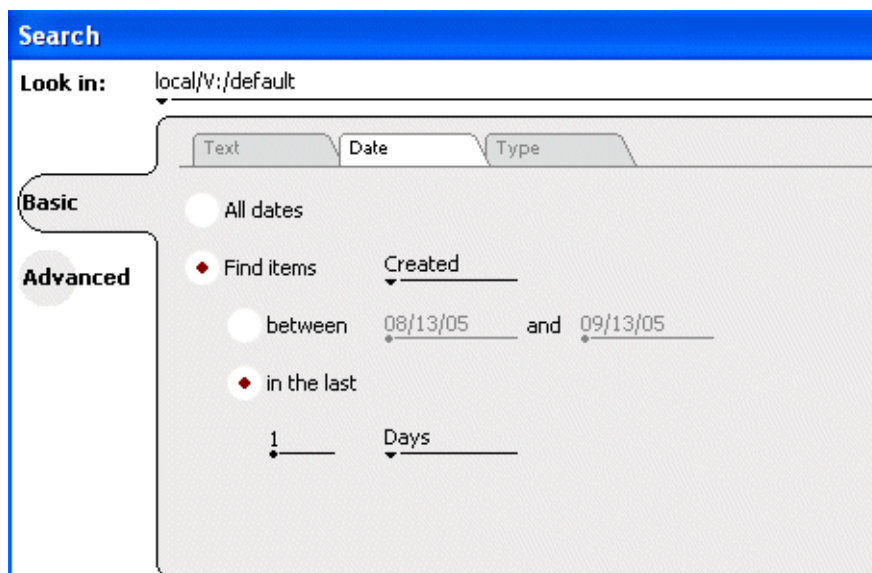 Search
Look in: local/V:/default
Text Date Type
Basic
All dates
Advanced
Find items Created
between 08/13/05 and 09/13/05
in the last
1 Days